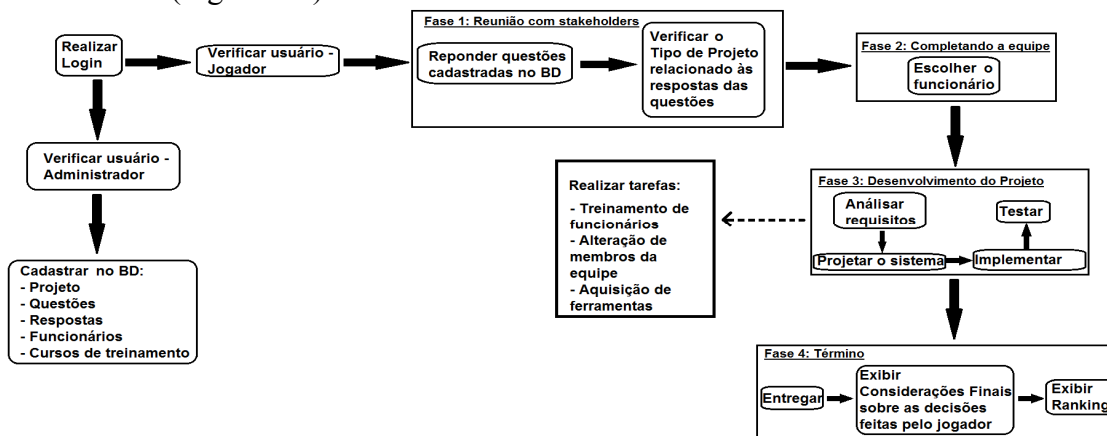 Realizar
Login
Verificar usuário -
Jogador
Verificar usuário -
Administrador
Cadastrar no BD:
- Projeto
- Questões
- Respostas
- Funcionários
- Cursos de treinamento
Fase 1: Reunião com stakeholders
Reponder questões
cadastradas no BD
Verificar o
Tipo de Projeto
relacionado às
respostas das
questões
Fase 2: Completando a equipe
Escolher o
funcionário
Fase 3: Desenvolvimento do Projeto
Análisar
requisitos
Projetar o sistema
Implementar
Testar
Realizar tarefas:
- Treinamento de
funcionários
- Alteração de
membros da
equipe
- Aquisição de
ferramentas
Fase 4: Término
Entregar
Exibir
Considerações Finais
sobre as decisões
feitas pelo jogador
Exibir
Ranking